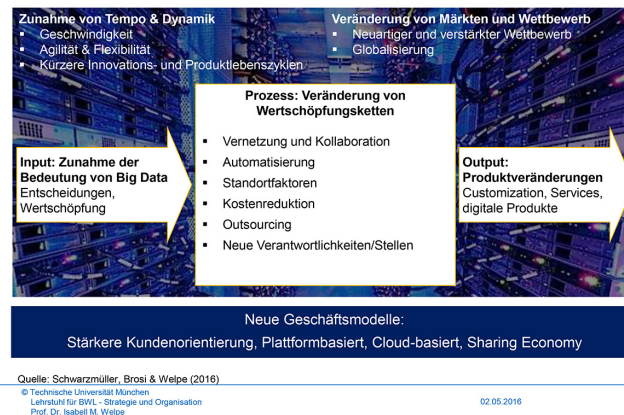 Zunahme von Tempo & Dynamik
▪ Geschwindigkeit
▪ Agilität & Flexibilität
▪ Kürzere Innovations- und Produktlebenszyklen
Veränderung von Märkten und Wettbewerb
▪ Neuartiger und verstärkter Wettbewerb
▪ Globalisierung
Input: Zunahme der
Bedeutung von Big Data
Entscheidungen,
Wertschöpfung
Prozess: Veränderung von
Wertschöpfungsketten
▪ Vernetzung und Kollaboration
▪ Automatisierung
▪ Standortfaktoren
▪ Kostenreduktion
▪ Outsourcing
▪ Neue Verantwortlichkeiten/Stellen
Output:
Produktveränderungen
Customization, Services,
digitale Produkte
Neue Geschäftsmodelle:
Stärkere Kundenorientierung, Plattformbasiert, Cloud-basiert, Sharing Economy
Quelle: Schwarzmüller, Brosi & Welpe (2016)
© Technische Universität München
Lehrstuhl für BWL - Strategie und Organisation
Prof. Dr. Isabell M. Welpe
02.05.2016